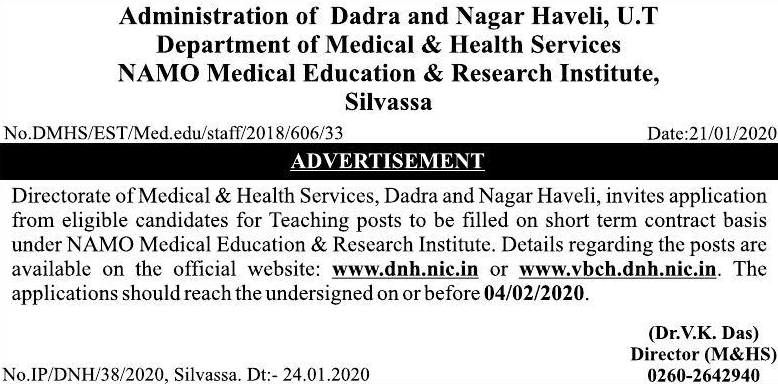 Administration of Dadra and Nagar Haveli, U.T
Department of Medical & Health Services
NAMO Medical Education & Research Institute,
Silvassa
No.DMHS/EST/Med.edu/staff/2018/606/33 Date:21/01/2020
ADVERTISEMENT
Directorate of Medical & Health Services, Dadra and Nagar Haveli, invites application
from eligible candidates for Teaching posts to be filled on short term contract basis
under NAMO Medical Education & Research Institute. Details regarding the posts are
available on the official website: www.dnh.nic.in or www.vbch.dnh.nic.in. The
applications should reach the undersigned on or before 04/02/2020.
(Dr.V.K. Das)
Director (M&HS)
No.IP/DNH/38/2020, Silvassa. Dt:- 24.01.2020 0260-2642940